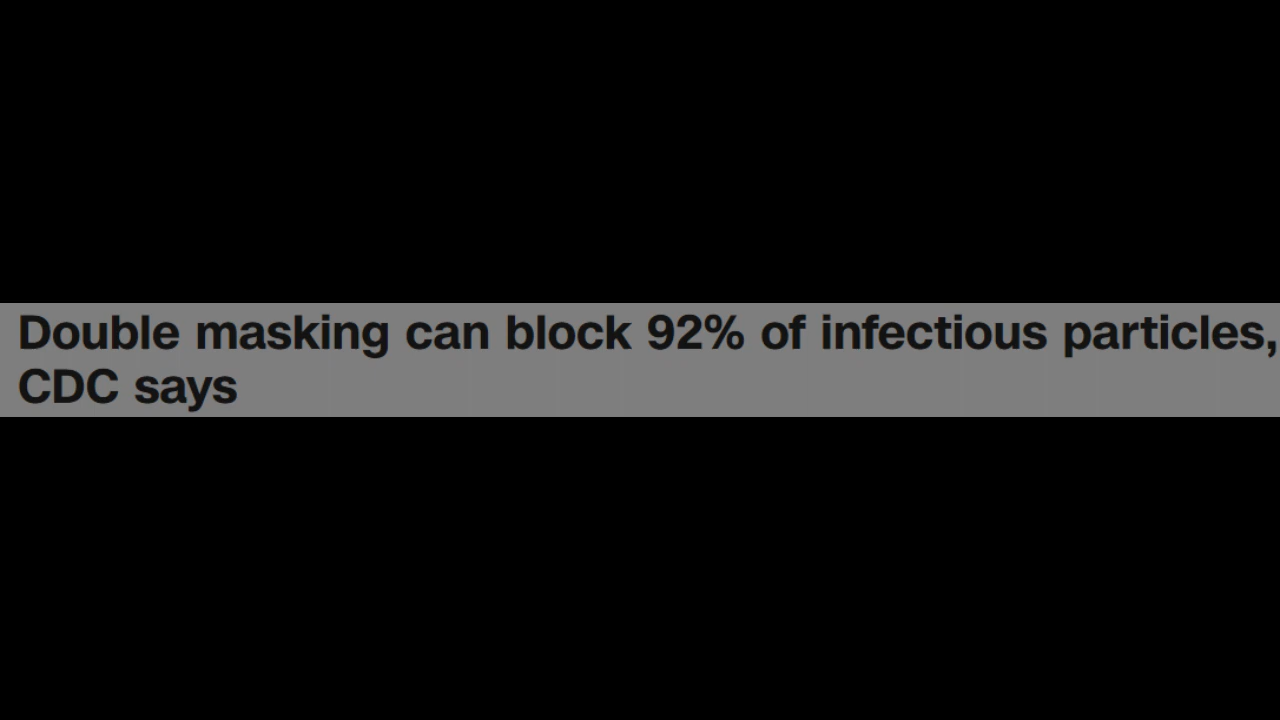 Double masking can block 92% of infectious particles,
CDC says